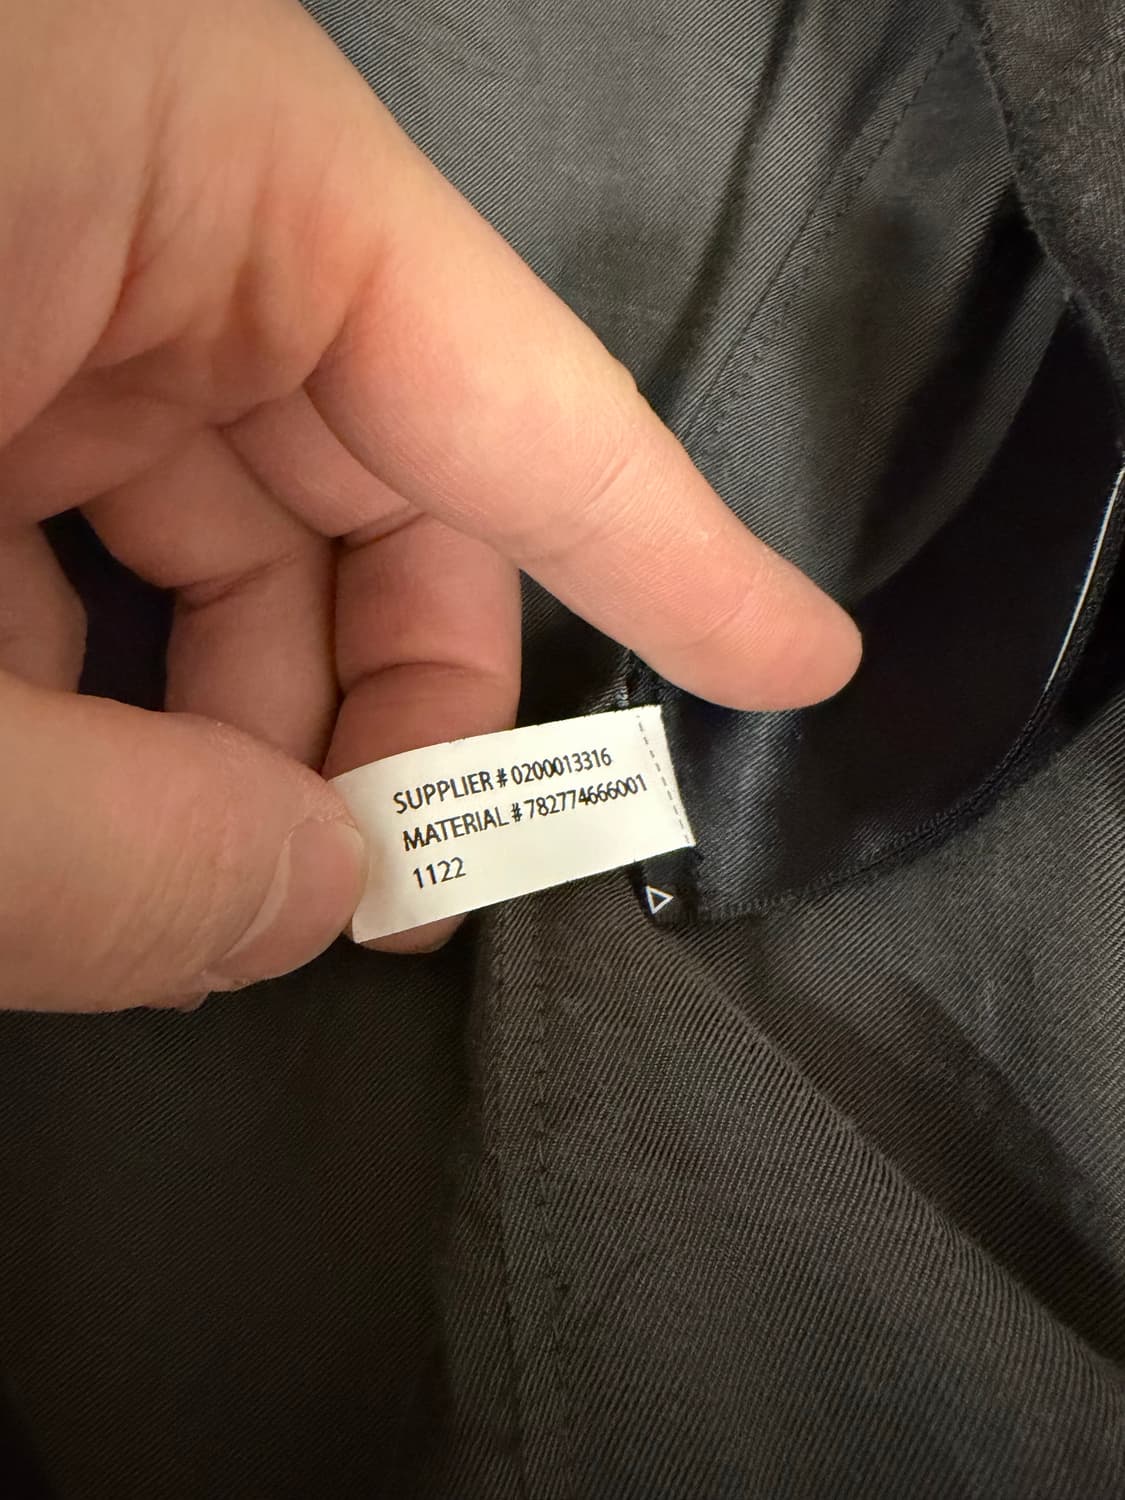 SUPPLIER # 0200013316
MATERIAL # 782774666001
1122